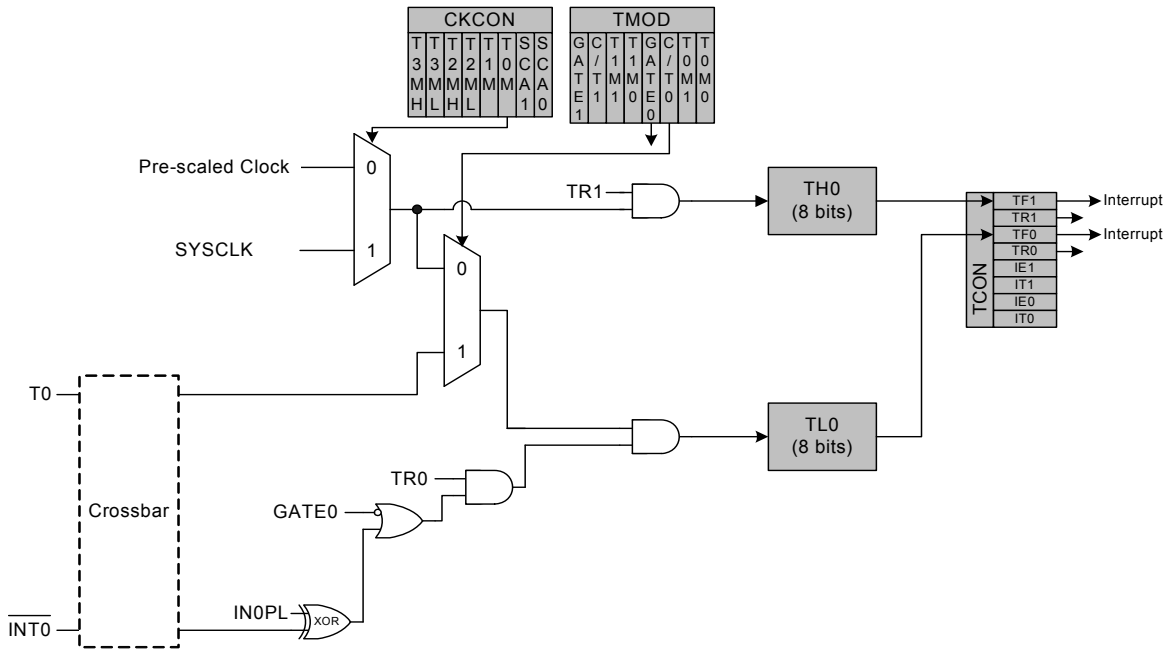 CKCON
T3MH
T3ML
T2MH
T2ML
T1M
T0M
SCA1
SCA0
TMOD
GATE1
C/T1
T1M1
T1M0
GATE0
C/T0
T0M1
T0M0
Pre-scaled Clock
0
SYSCLK
1
TR1
TH0
(8 bits)
TCON
TF1
TR1
TF0
TR0
IE1
IT1
IE0
IT0
Interrupt
Interrupt
0
1
T0
Crossbar
TL0
(8 bits)
TR0
GATE0
IN0PL
XOR
INT0